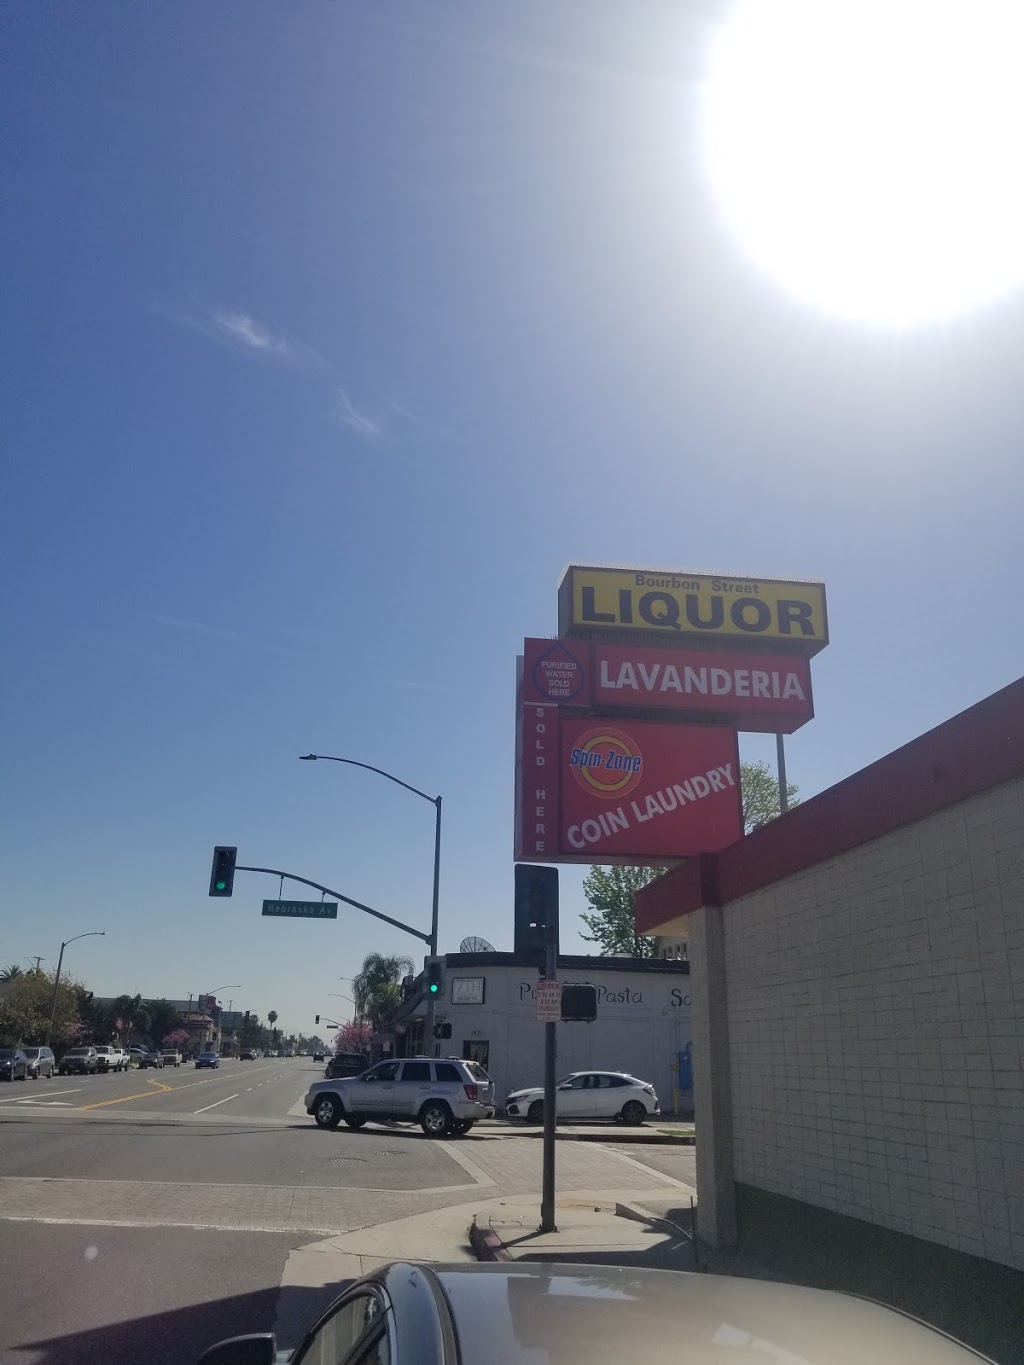 Bourbon Street
LIQUOR
PURIFIED
WATER
SOLD
HERE
LAVANDERIA
SOLD HERE
Spin-Zone
COIN LAUNDRY
Nebraska Av
Pasta